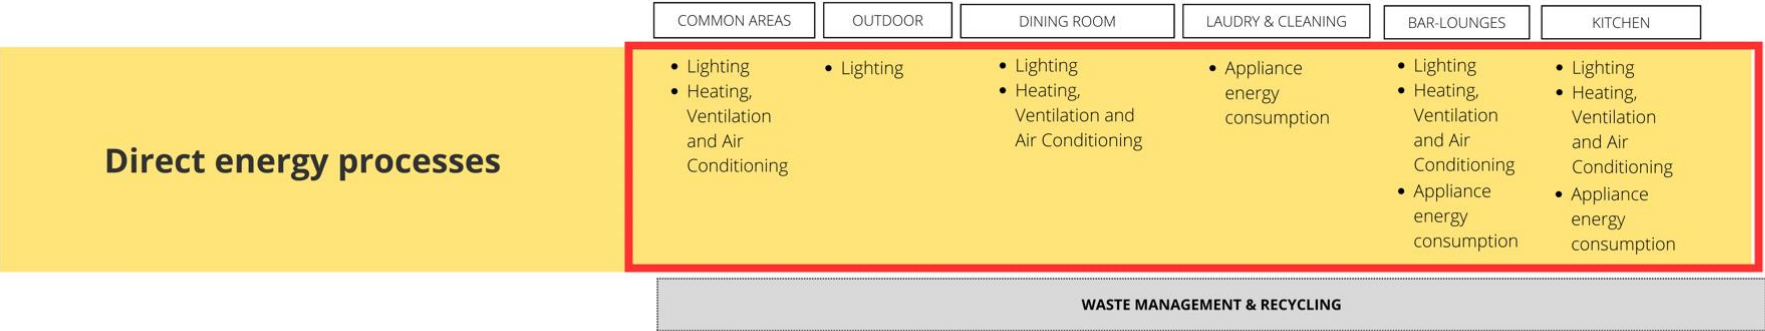 COMMON AREAS
OUTDOOR
DINING ROOM
LAUDRY & CLEANING
BAR-LOUNGES
KITCHEN
Direct energy processes
• Lighting
• Heating,
Ventilation
and Air
Conditioning
• Lighting
• Lighting
• Heating,
Ventilation and
Air Conditioning
• Appliance
energy
consumption
• Lighting
• Heating,
Ventilation
and Air
Conditioning
• Appliance
energy
consumption
• Lighting
• Heating,
Ventilation
and Air
Conditioning
• Appliance
energy
consumption
WASTE MANAGEMENT & RECYCLING